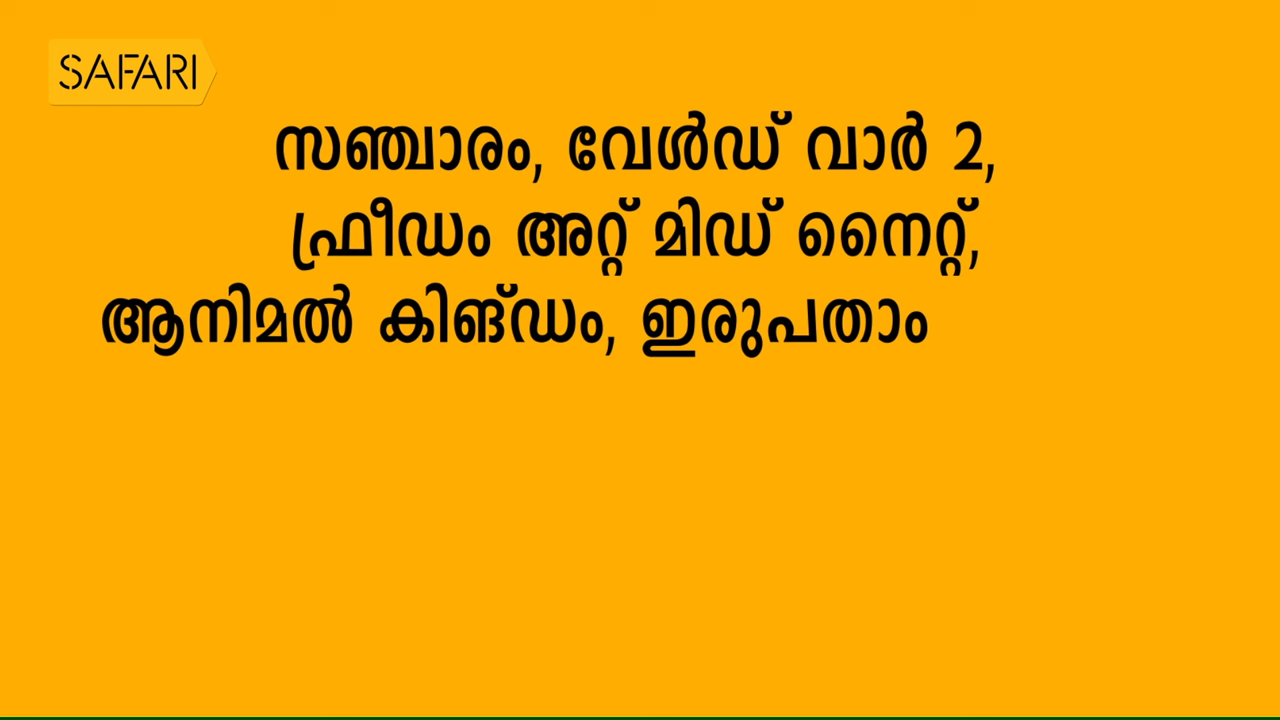 SAFARI
സഞ്ചാരം, വേൾഡ് വാർ 2,
ഫ്രീഡം അറ്റ് മിഡ് നൈറ്റ്,
ആനിമൽ കിങ്ഡം, ഇരുപതാം